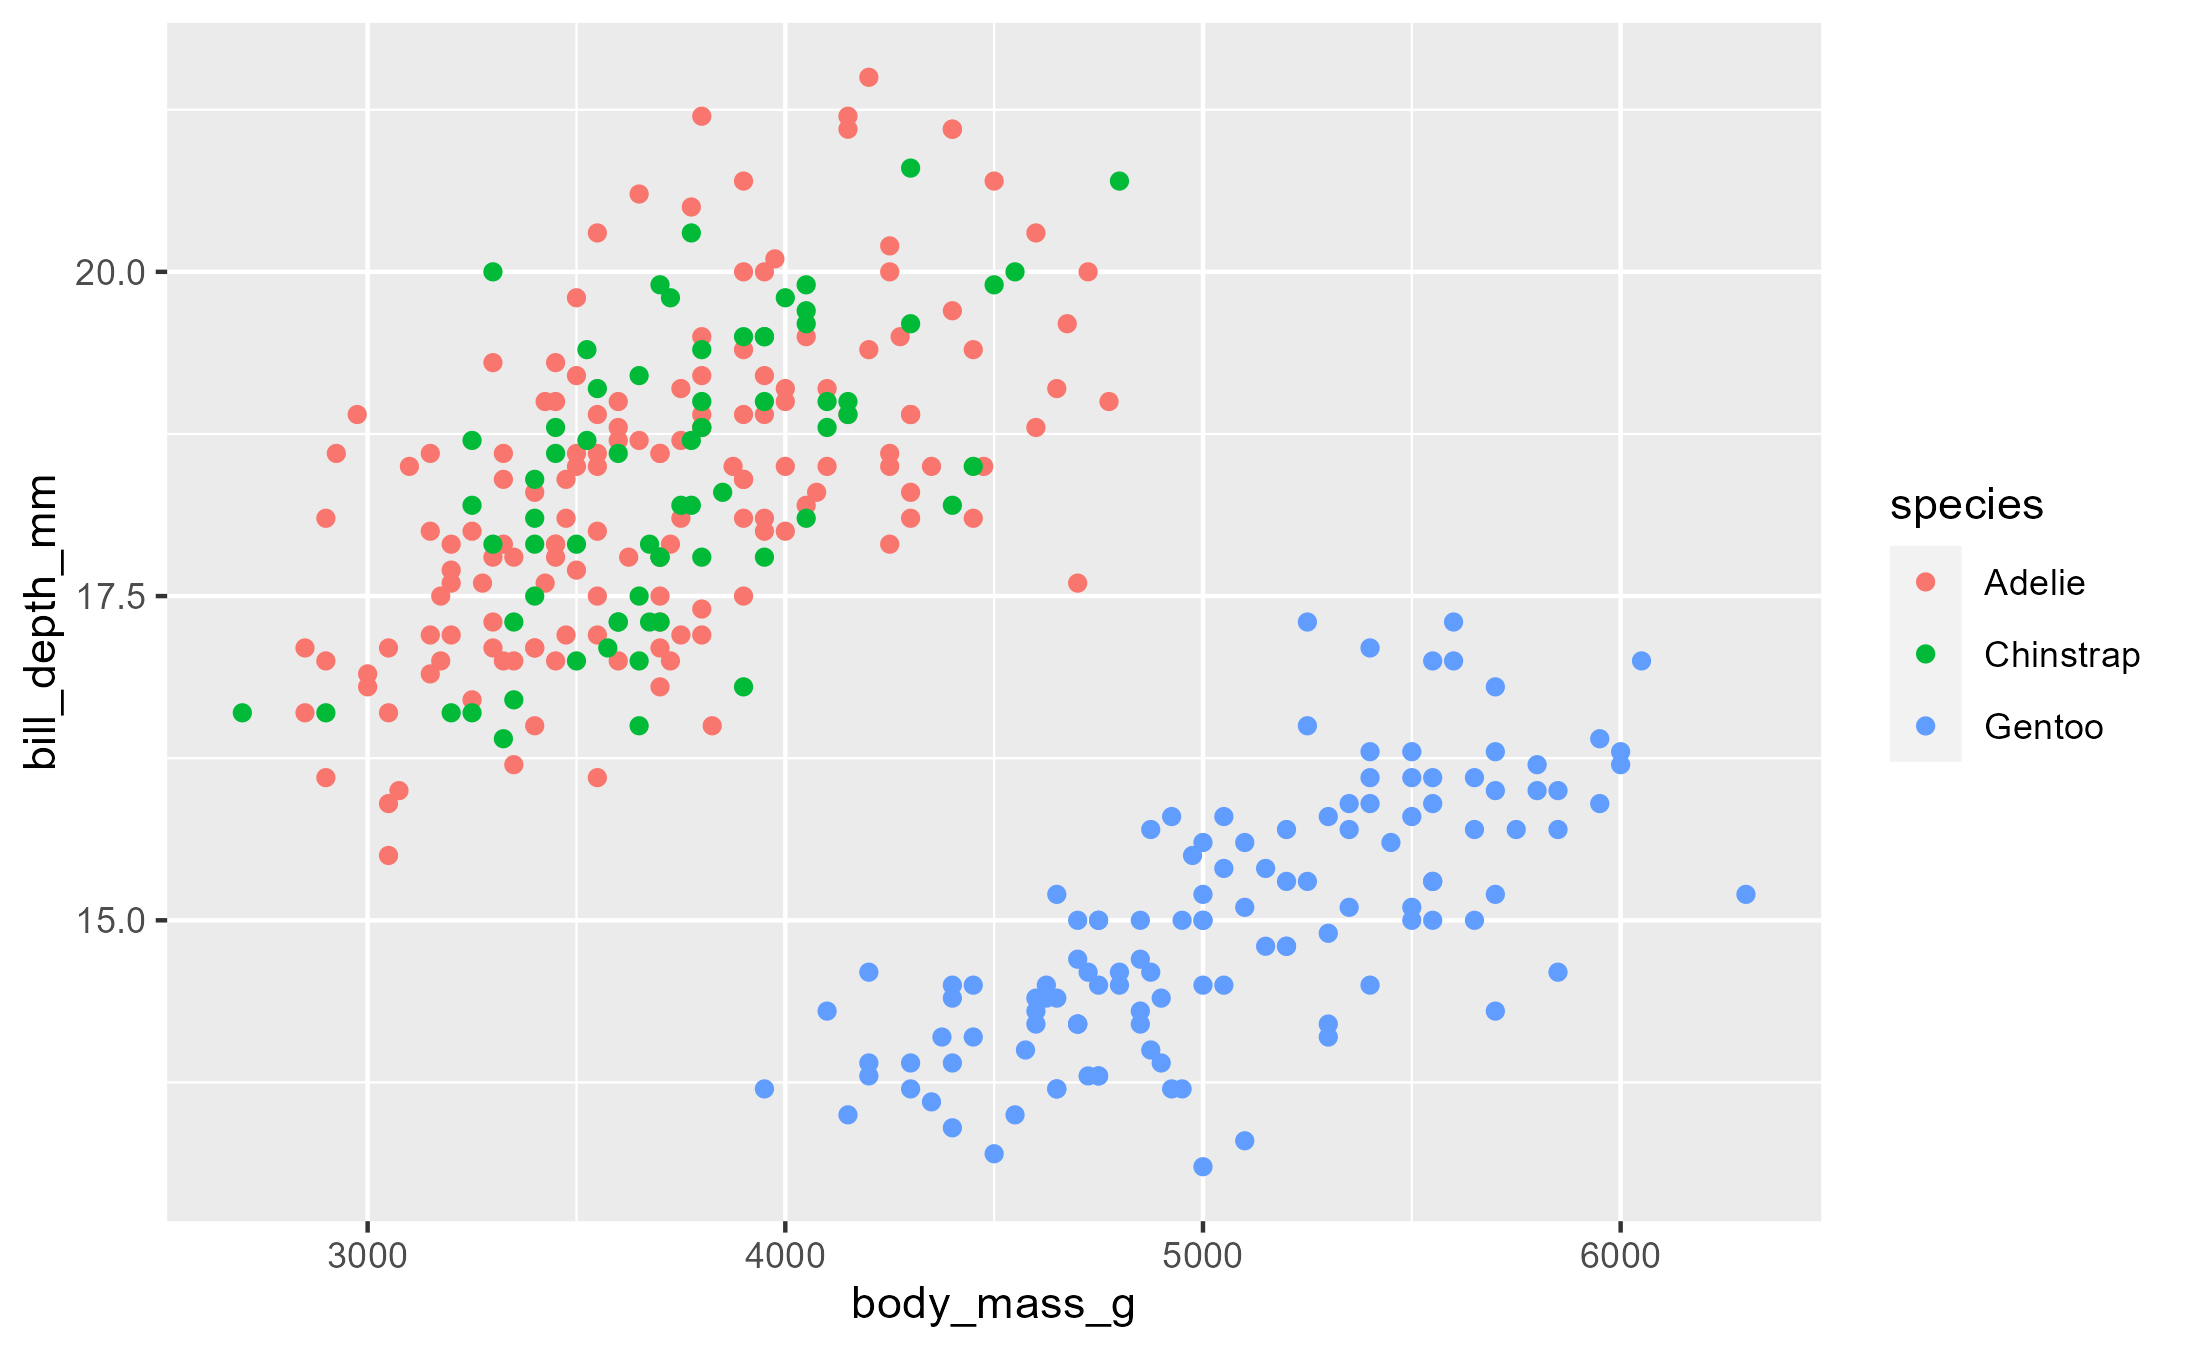 20.0
17.5
15.0
bill_depth_mm
3000 4000 5000 6000
body_mass_g
species
Adelie
Chinstrap
Gentoo